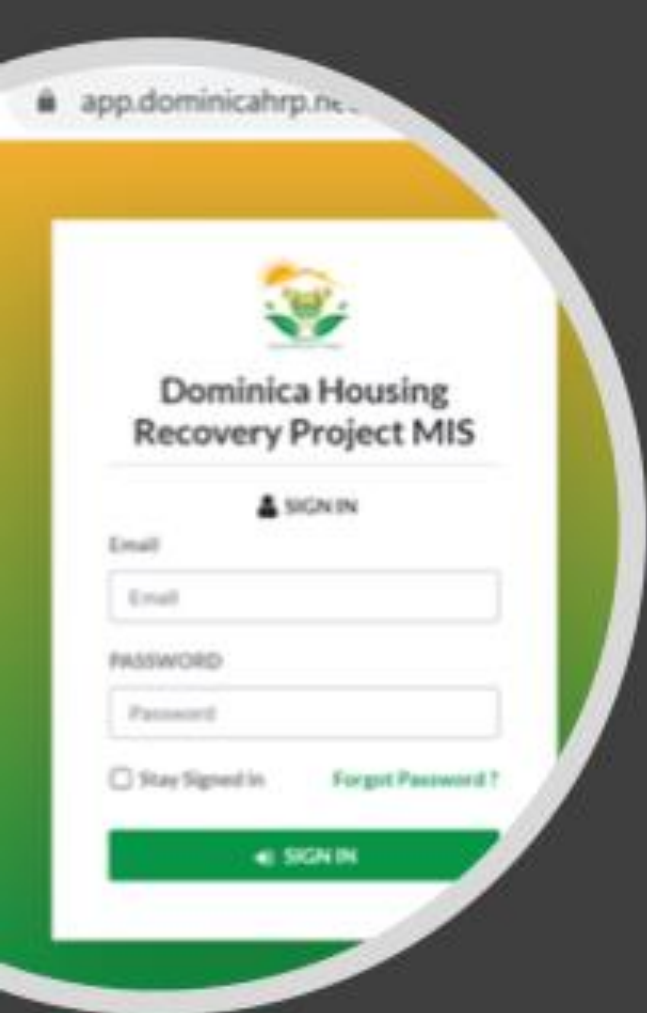 app.dominicahrp.ne
Dominica Housing
Recovery Project MIS
SIGN IN
Email
Email
PASSWORD
Password
Stay Signed in Forgot Password ?
SIGN IN